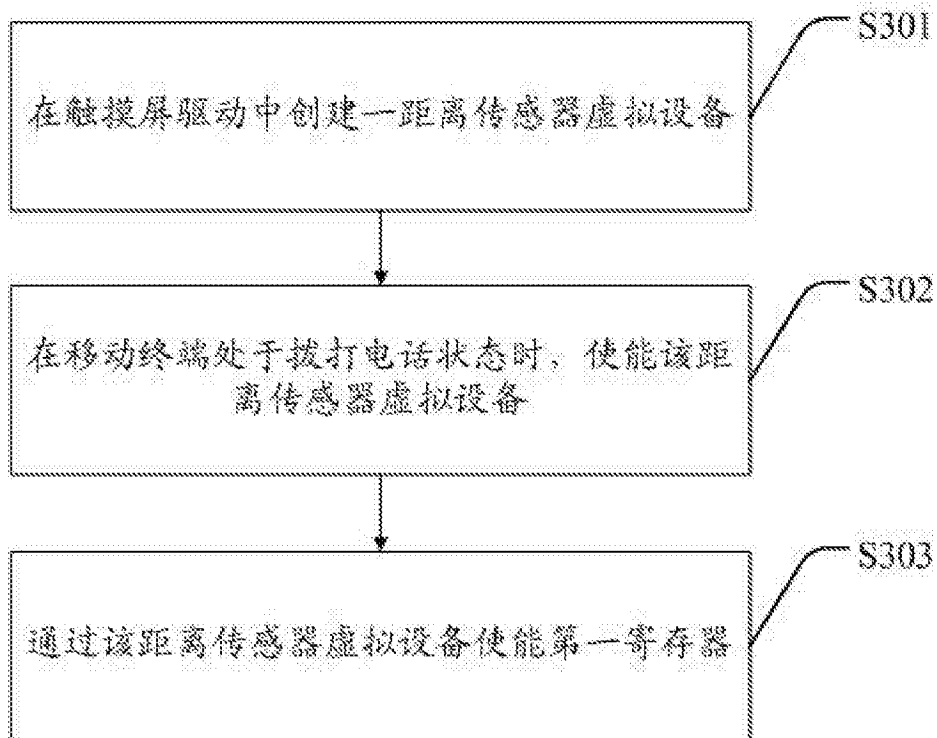 S301
在触摸屏驱动中创建一距离传感器虚拟设备
S302
在移动终端处于拨打电话状态时，使能该距
离传感器虚拟设备
S303
通过该距离传感器虚拟设备使能第一寄存器